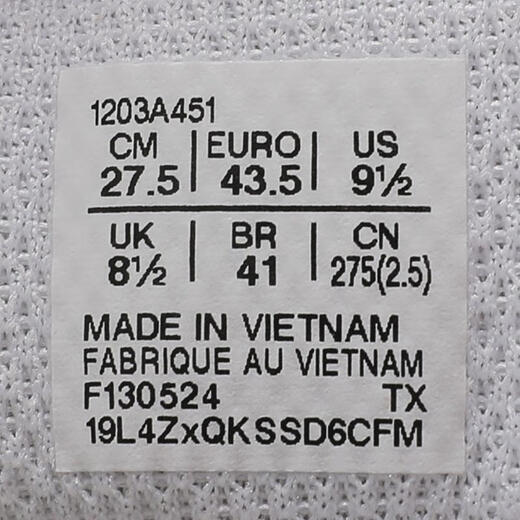 1203A451
CM | EURO | US
27.5 | 43.5 | 9½
UK | BR | CN
8½ | 41 | 275(2.5)
MADE IN VIETNAM
FABRIQUE AU VIETNAM
F130524 TX
19L4ZxQKSSD6CFM